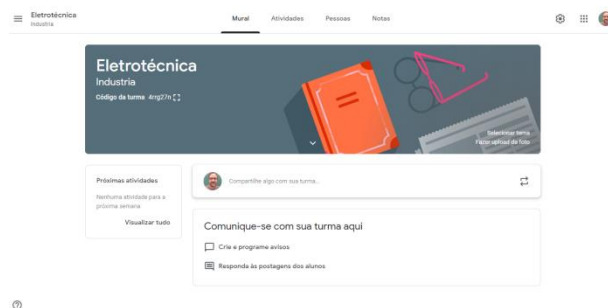 Eletrotécnica
Industria
Mural
Atividades
Pessoas
Notas
Eletrotécnica
Industria
Código da turma 4rrg27n
Selecionar tema
Fazer upload de foto
Próximas atividades
Nenhuma atividade para a
próxima semana
Visualizar tudo
Compartilhe algo com sua turma...
Comunique-se com sua turma aqui
Crie e programe avisos
Responda às postagens dos alunos